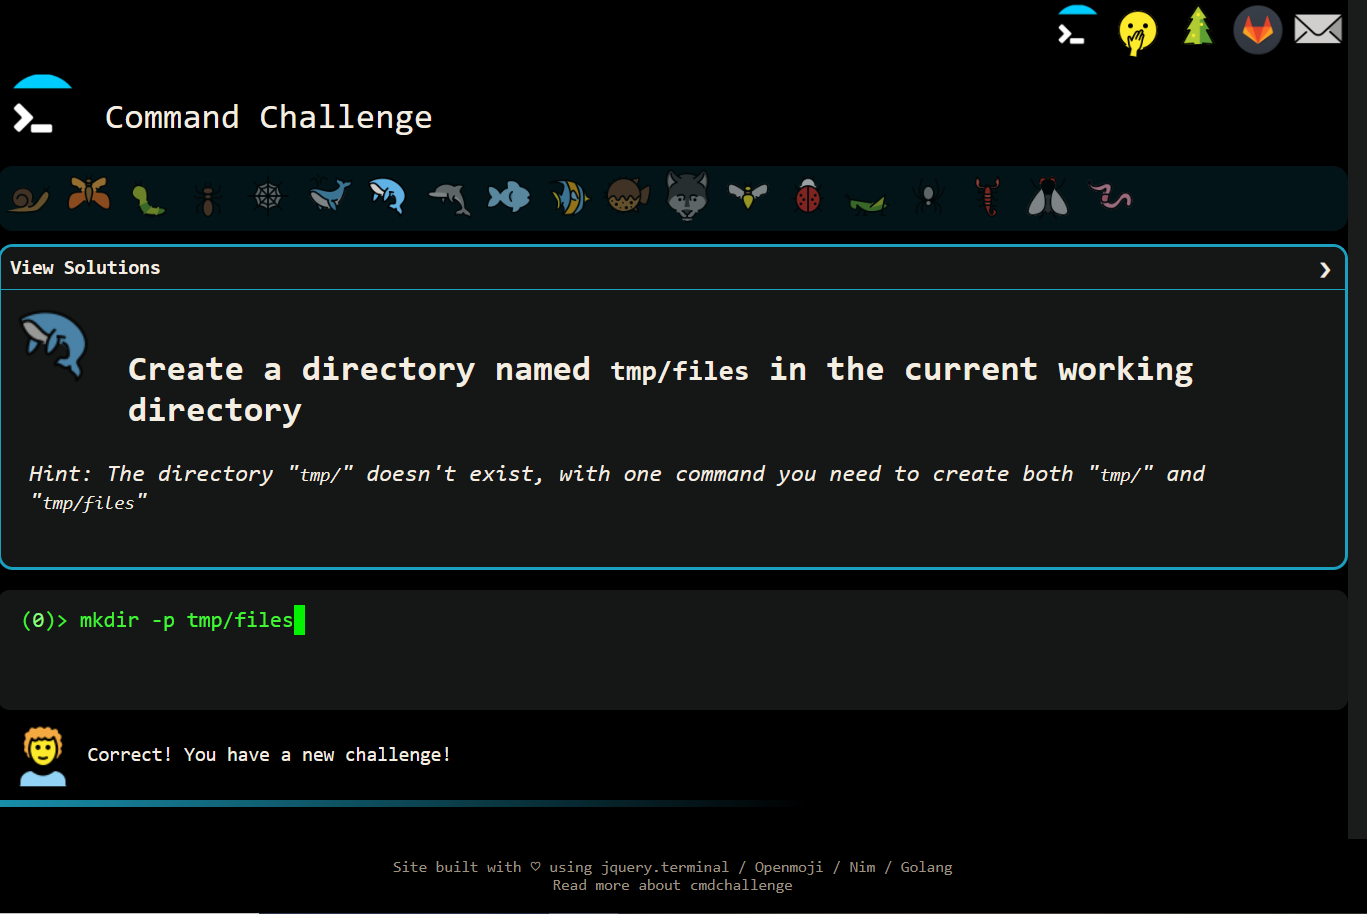 Command Challenge
View Solutions
Create a directory named tmp/files in the current working
directory
Hint: The directory "tmp/" doesn't exist, with one command you need to create both "tmp/" and
"tmp/files"
(0)> mkdir -p tmp/files
Correct! You have a new challenge!
Site built with ♡ using jquery.terminal / Openmoji / Nim / Golang
Read more about cmdchallenge